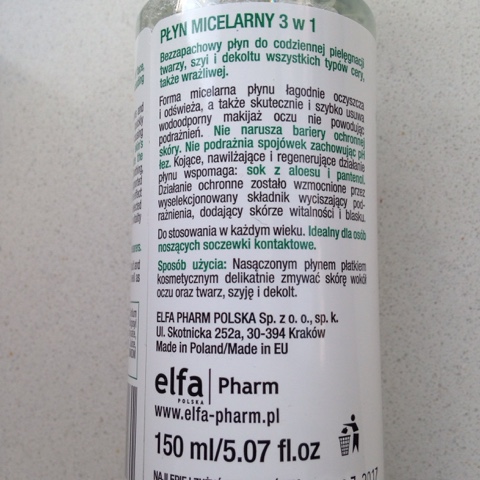 PŁYN MICELARNY 3 w 1
Bezzapachowy płyn do codziennej pielęgnacji
twarzy, szyi i dekoltu wszystkich typów cery,
także wrażliwej.
Forma micelarna płynu łagodnie oczyszcza
i odświeża, a także skutecznie i szybko usuwa
wodoodporny makijaż oczu nie powodując
podrażnień. Nie narusza bariery ochronnej
skóry. Nie podrażnia spojówek zachowując pH
łez. Kojące, nawilżające i regenerujące działanie
płynu wspomaga: sok z aloesu i pantenol.
Działanie ochronne zostało wzmocnione przez
wyselekcjonowany składnik wyciszający pod-
rażnienia, dodający skórze witalności i blasku.
Do stosowania w każdym wieku. Idealny dla osób
noszących soczewki kontaktowe.
Sposób użycia: Nasączonym płynem płatkiem
kosmetycznym delikatnie zmywać skórę wokół
oczu oraz twarz, szyję i dekolt.
ELFA PHARM POLSKA Sp. z o. o., sp. k.
Ul. Skotnicka 252a, 30-394 Kraków
Made in Poland/Made in EU
elfa Pharm
POLSKA
www.elfa-pharm.pl
150 ml/5.07 fl.oz
2017